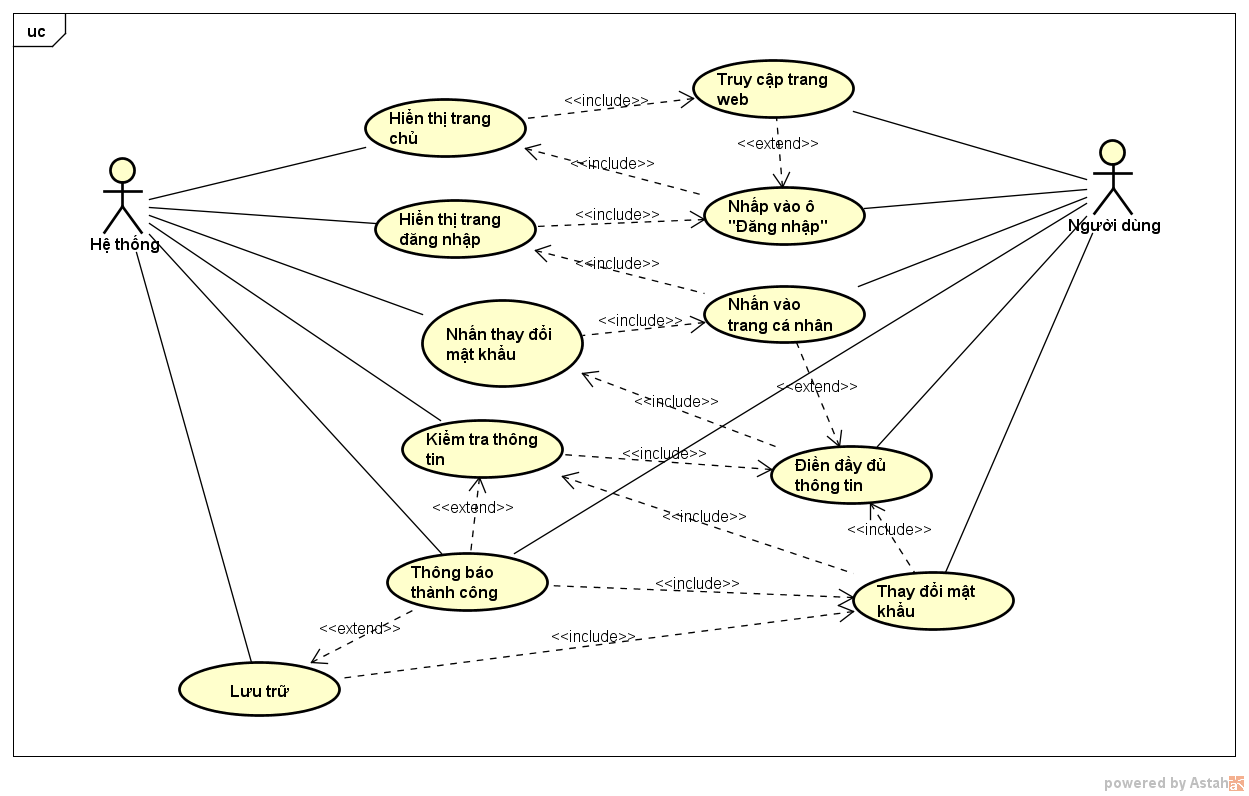 uc
Truy cập trang
web
<<include>>
Hiển thị trang
chủ
<<extend>>
<<include>>
Nhấp vào ô
"Đăng nhập"
Hệ thống
Người dùng
Hiển thị trang
đăng nhập
<<include>>
<<include>>
Nhấn vào
trang cá nhân
<<include>>
Nhấn thay đổi
mật khẩu
<<extend>>
<<include>>
Kiểm tra thông
tin
<<include>>
Điền đầy đủ
thông tin
<<extend>>
<<include>>
<<include>>
Thông báo
thành công
<<include>>
Thay đổi mật
khẩu
<<extend>>
<<include>>
Lưu trữ
powered by Astah